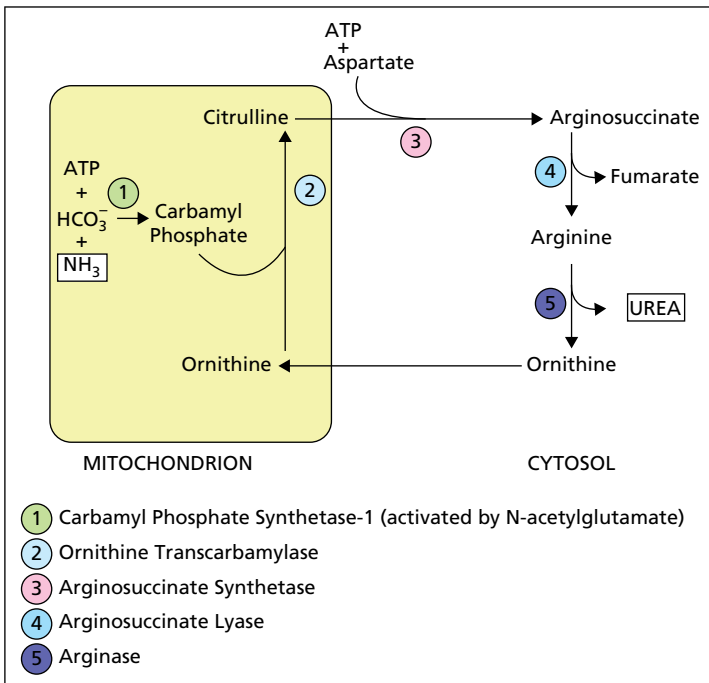 ATP
+
Aspartate
Citrulline
Arginosuccinate
3
ATP
+
HCO₃⁻
+
NH₃
1
Carbamyl
Phosphate
2
4
Fumarate
Arginine
5
UREA
Ornithine
Ornithine
MITOCHONDRION
CYTOSOL
1 Carbamyl Phosphate Synthetase-1 (activated by N-acetylglutamate)
2 Ornithine Transcarbamylase
3 Arginosuccinate Synthetase
4 Arginosuccinate Lyase
5 Arginase